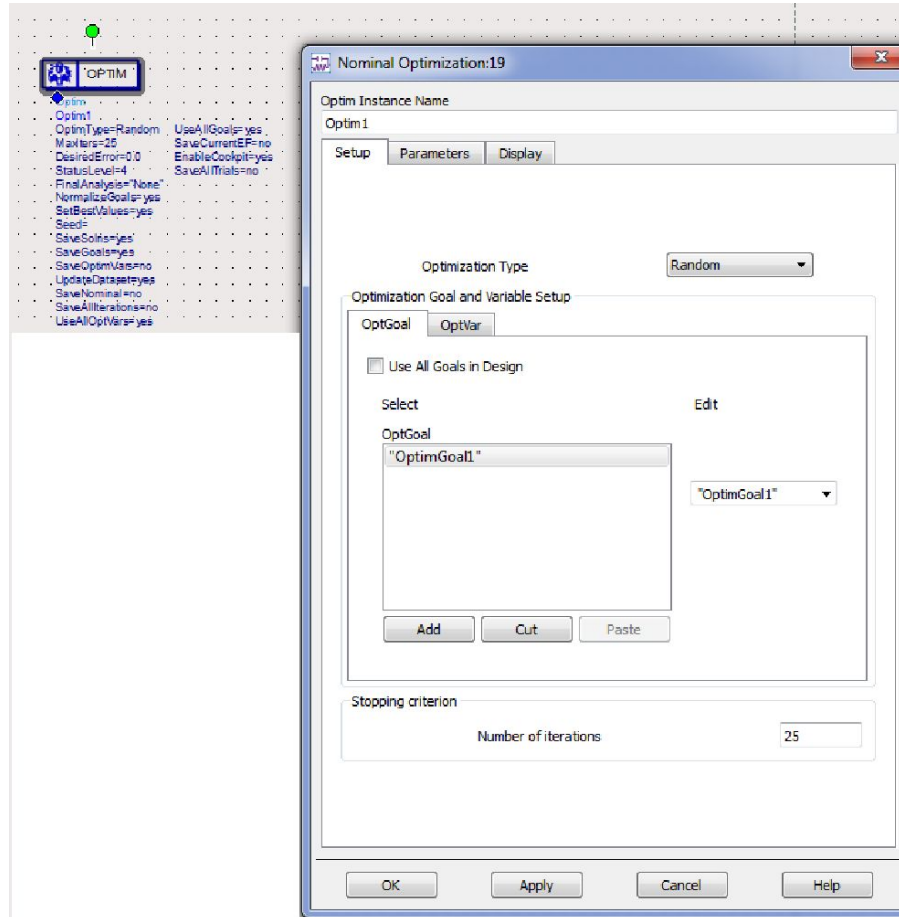 OPTIM
Optim
Optim1
OptimType=Random UseAllGoals=yes
MaxIters=25 SaveCurrentEF=no
DesiredError=0.0 EnableCockpit=yes
StatusLevel=4 SaveAllTrials=no
FinalAnalysis="None"
NormalizeGoals=yes
SetBestValues=yes
Seed=
SaveSolns=yes
SaveGoals=yes
SaveOptimVars=no
UpdateDataset=yes
SaveNominal=no
SaveAllIterations=no
UseAllOptVars=yes
Nominal Optimization:19
Optim Instance Name
Optim1
Setup Parameters Display
Optimization Type Random
Optimization Goal and Variable Setup
OptGoal OptVar
Use All Goals in Design
Select Edit
OptGoal
"OptimGoal1"
"OptimGoal1"
Add Cut Paste
Stopping criterion
Number of iterations 25
OK Apply Cancel Help